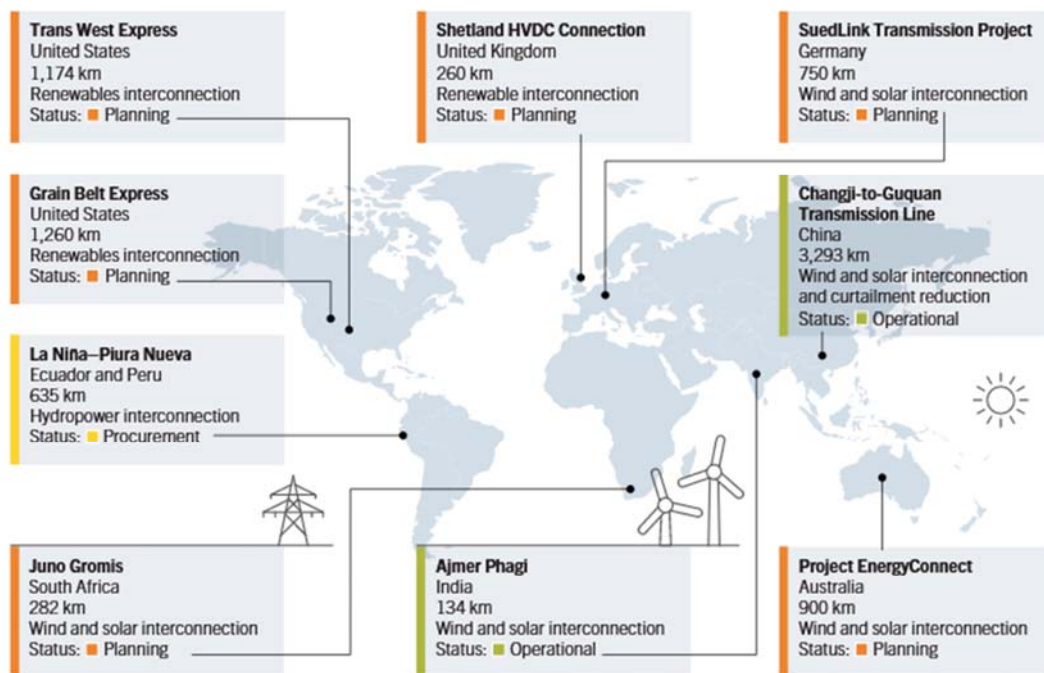 Trans West Express
United States
1,174 km
Renewables interconnection
Status: Planning
Shetland HVDC Connection
United Kingdom
260 km
Renewable interconnection
Status: Planning
SuedLink Transmission Project
Germany
750 km
Wind and solar interconnection
Status: Planning
Grain Belt Express
United States
1,260 km
Renewables interconnection
Status: Planning
Changji-to-Guquan
Transmission Line
China
3,293 km
Wind and solar interconnection
and curtailment reduction
Status: Operational
La Niña–Piura Nueva
Ecuador and Peru
635 km
Hydropower interconnection
Status: Procurement
Juno Gromis
South Africa
282 km
Wind and solar interconnection
Status: Planning
Ajmer Phagi
India
134 km
Wind and solar interconnection
Status: Operational
Project EnergyConnect
Australia
900 km
Wind and solar interconnection
Status: Planning